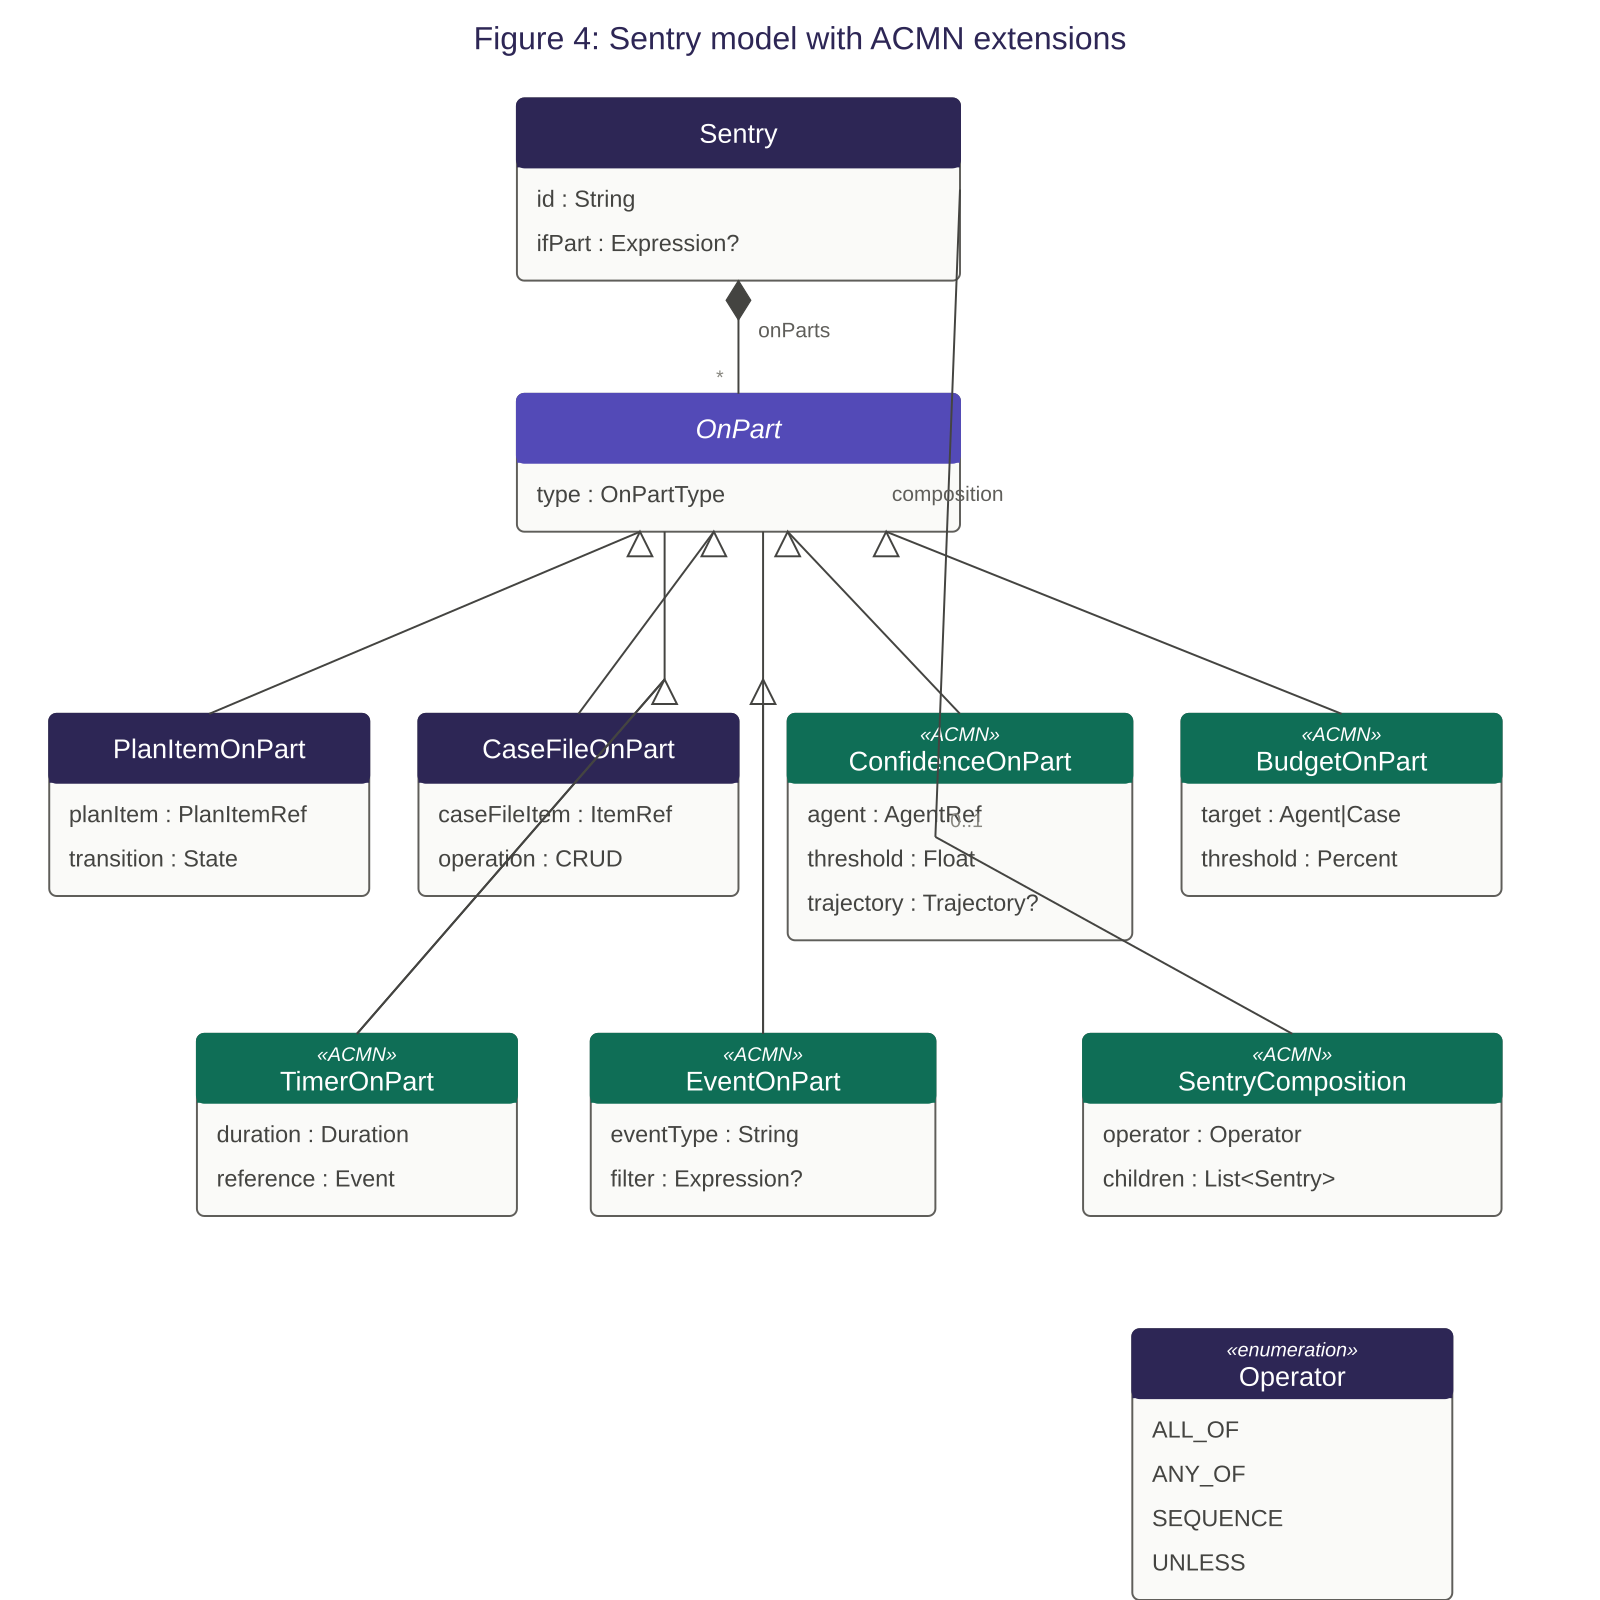 Figure 4: Sentry model with ACMN extensions
Sentry
id : String
ifPart : Expression?
onParts
*
OnPart
type : OnPartType
composition
PlanItemOnPart
planItem : PlanItemRef
transition : State
CaseFileOnPart
caseFileItem : ItemRef
operation : CRUD
«ACMN»
ConfidenceOnPart
agent : AgentRef
0..1
threshold : Float
trajectory : Trajectory?
«ACMN»
BudgetOnPart
target : Agent|Case
threshold : Percent
«ACMN»
TimerOnPart
duration : Duration
reference : Event
«ACMN»
EventOnPart
eventType : String
filter : Expression?
«ACMN»
SentryComposition
operator : Operator
children : List<Sentry>
«enumeration»
Operator
ALL_OF
ANY_OF
SEQUENCE
UNLESS